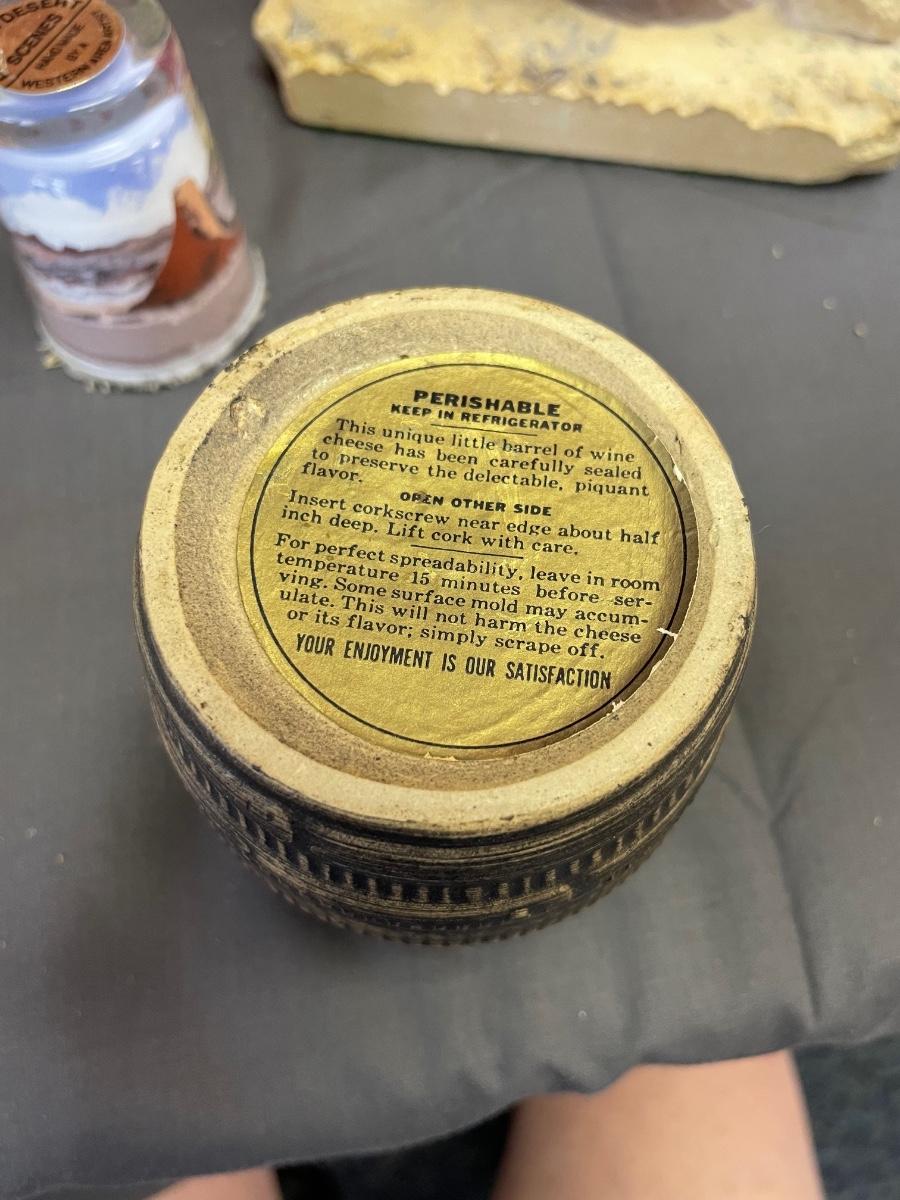 DESERT
SCENES
HANDMADE
BY A
WESTERN
PERISHABLE
KEEP IN REFRIGERATOR
This unique little barrel of wine
cheese has been carefully sealed
to preserve the delectable, piquant
flavor.
OPEN OTHER SIDE
Insert corkscrew near edge about half
inch deep. Lift cork with care.
For perfect spreadability, leave in room
temperature 15 minutes before ser-
ving. Some surface mold may accum-
ulate. This will not harm the cheese
or its flavor; simply scrape off.
YOUR ENJOYMENT IS OUR SATISFACTION